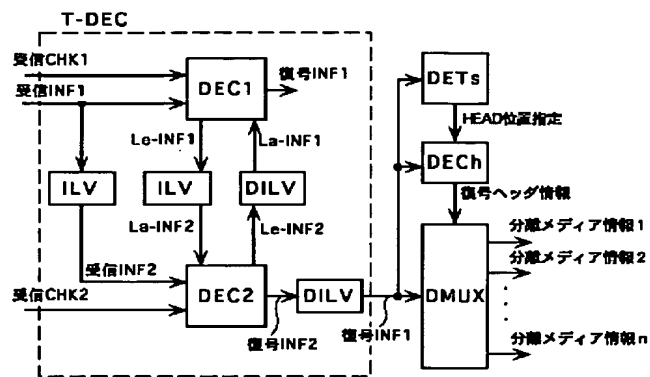 T-DEC
受信CHK1
受信INF1
DEC1
復号INF1
DETs
HEAD位置指定
Le-INF1
La-INF1
ILV
ILV
DILV
DECh
復号ヘッダ情報
La-INF2
Le-INF2
受信INF2
受信CHK2
DEC2
DILV
復号INF2
復号INF1
DMUX
分離メディア情報1
分離メディア情報2
分離メディア情報n